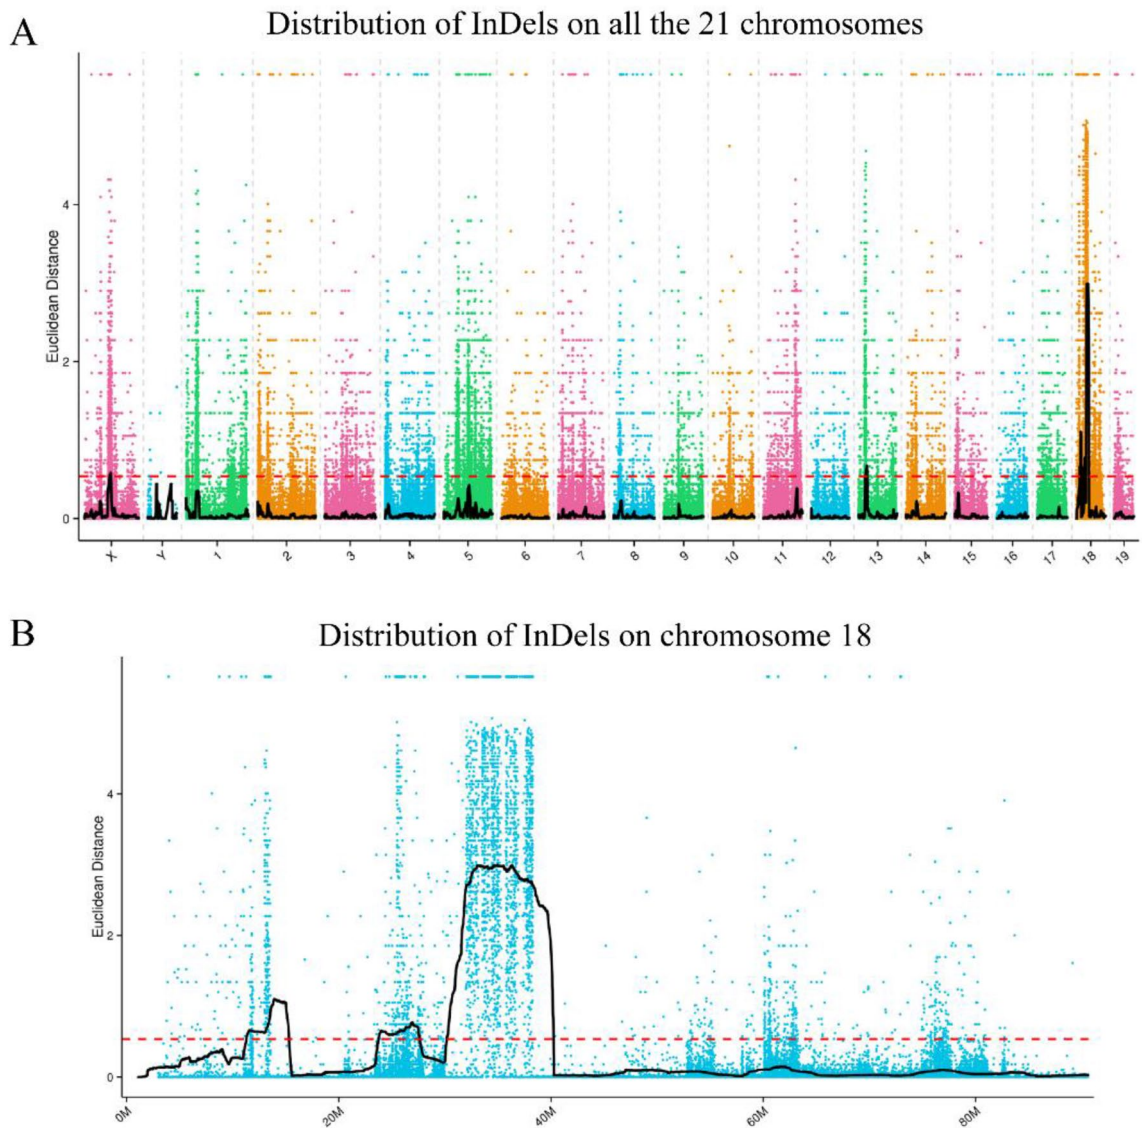 A
Distribution of InDels on all the 21 chromosomes
Euclidean Distance
4
2
0
X Y 1 2 3 4 5 6 7 8 9 10 11 12 13 14 15 16 17 18 19
B
Distribution of InDels on chromosome 18
Euclidean Distance
4
2
0
0M 20M 40M 60M 80M